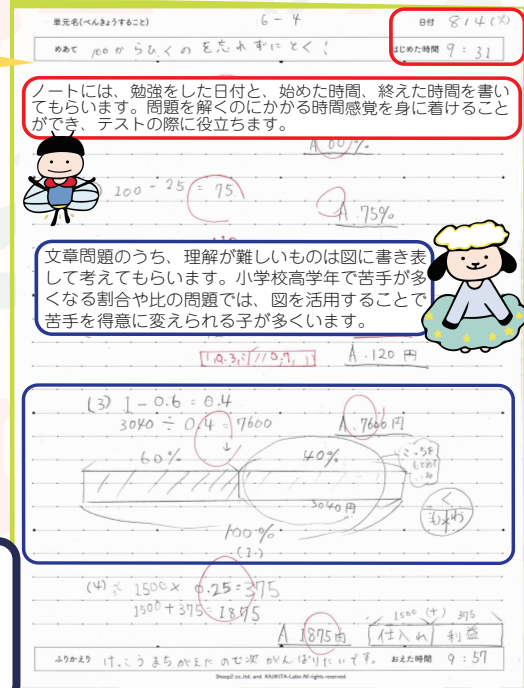 単元名(べんきょうすること) 6-4 日付 8/4(火)
めあて 100からひくのを忘れずにとく! はじめた時間 9:31
ノートには、勉強をした日付と、始めた時間、終えた時間を書い
てもらいます。問題を解くのにかかる時間感覚を身に着けること
ができ、テストの際に役立ちます。
100-25=75
A.75%
文章問題のうち、理解が難しいものは図に書き表
して考えてもらいます。小学校高学年で苦手が多
くなる割合や比の問題では、図を活用することで
苦手を得意に変えられる子が多くいます。
A.120円
(3) 1-0.6=0.4
3040÷0.4=7600 A.7600円
60% 40%
3040円
く
も わ
100%
(1.)
(4) 1500×0.25=375
1500+375=1875
1500 (+) 375
A 1875円 仕入れ 利益
ふりかえり けっこうまちがえたので次がんばりたいです。 おえた時間 9:57
Sheep2 co.,ltd. and KAIKETA-Labo All rights reserved.